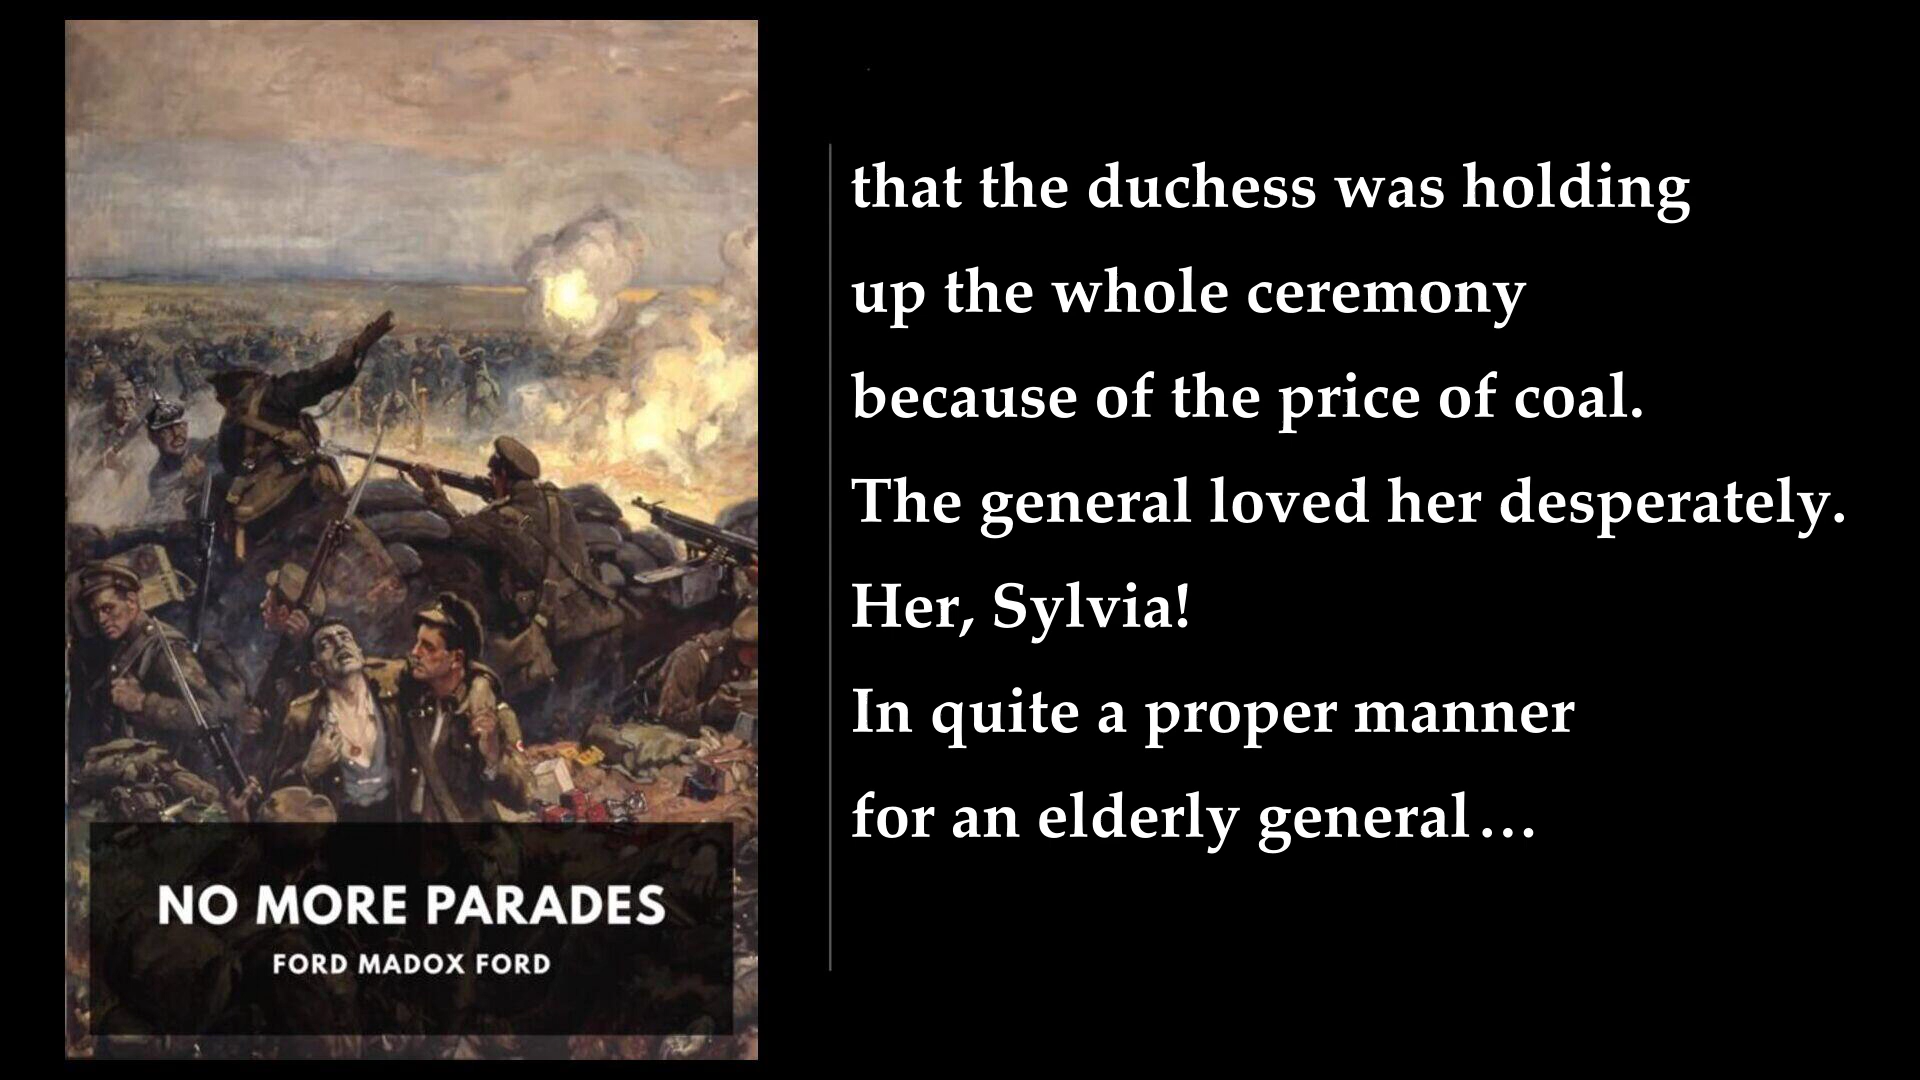 that the duchess was holding
up the whole ceremony
because of the price of coal.
The general loved her desperately.
Her, Sylvia!
In quite a proper manner
for an elderly general…
NO MORE PARADES
FORD MADOX FORD